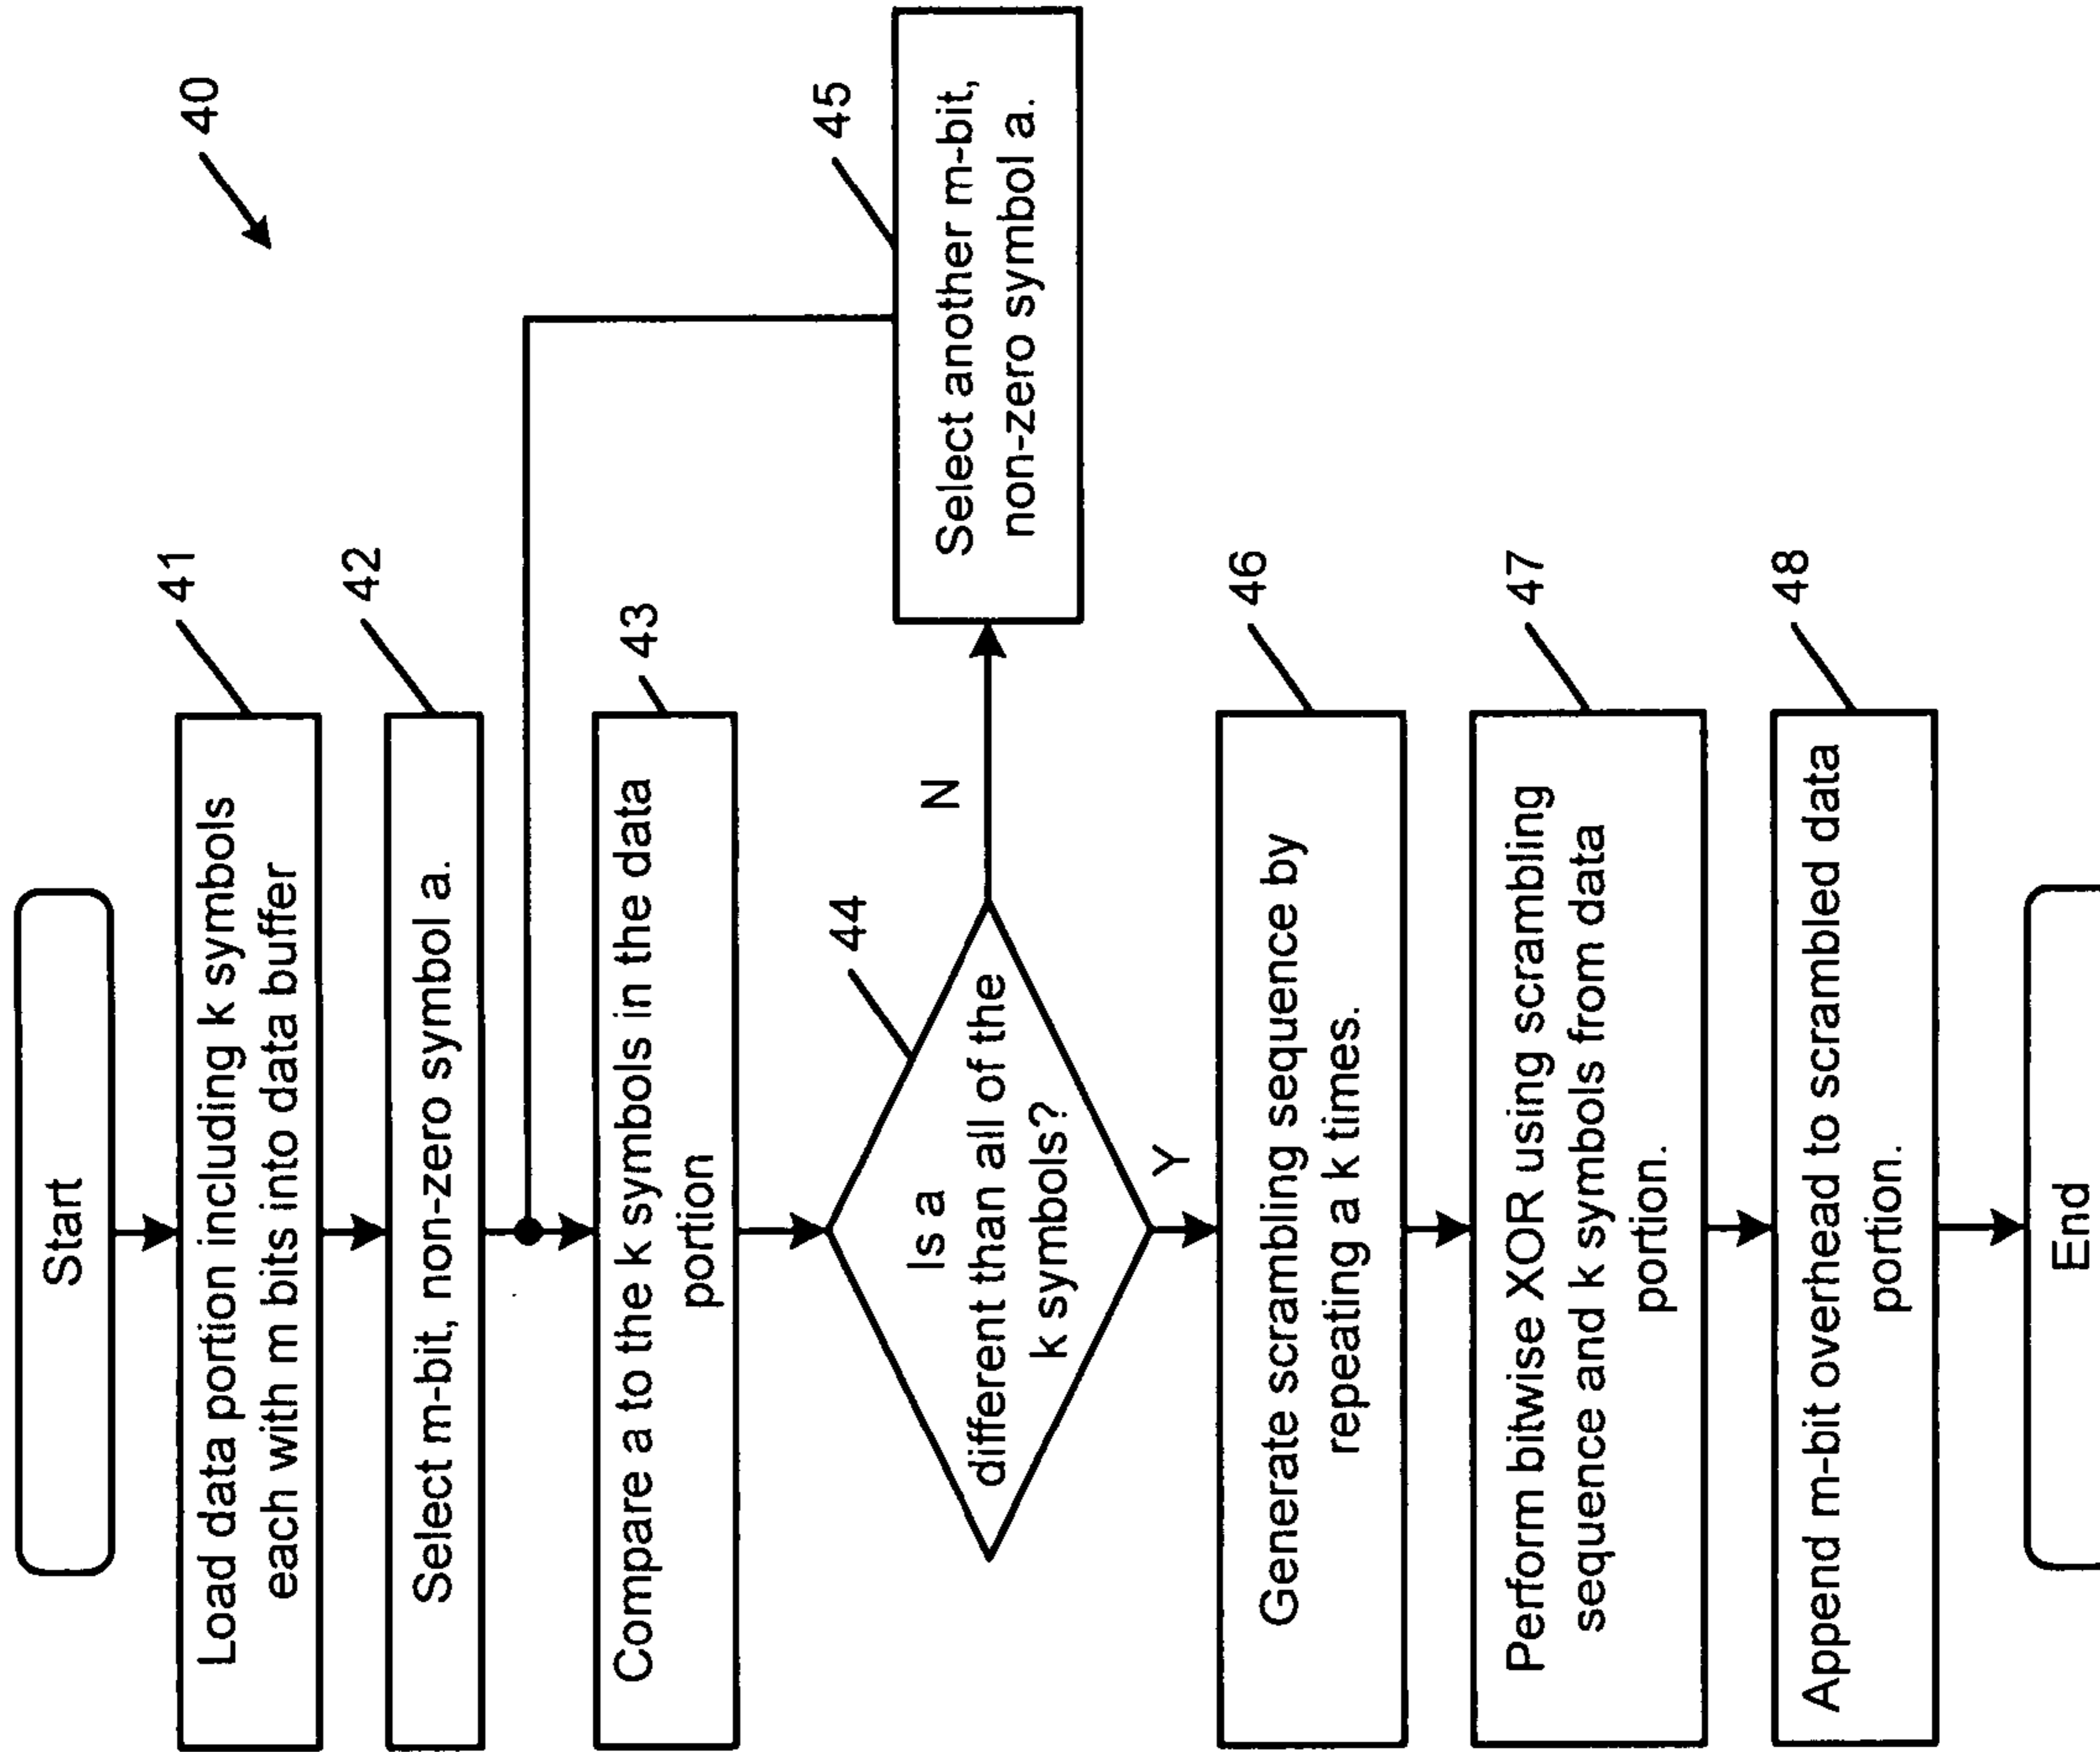 40
Start
41
Load data portion including k symbols
each with m bits into data buffer
42
Select m-bit, non-zero symbol a.
43
Compare a to the k symbols in the data
portion
44
Is a
different than all of the
k symbols?
N
45
Select another m-bit,
non-zero symbol a.
Y
46
Generate scrambling sequence by
repeating a k times.
47
Perform bitwise XOR using scrambling
sequence and k symbols from data
portion.
48
Append m-bit overhead to scrambled data
portion.
End